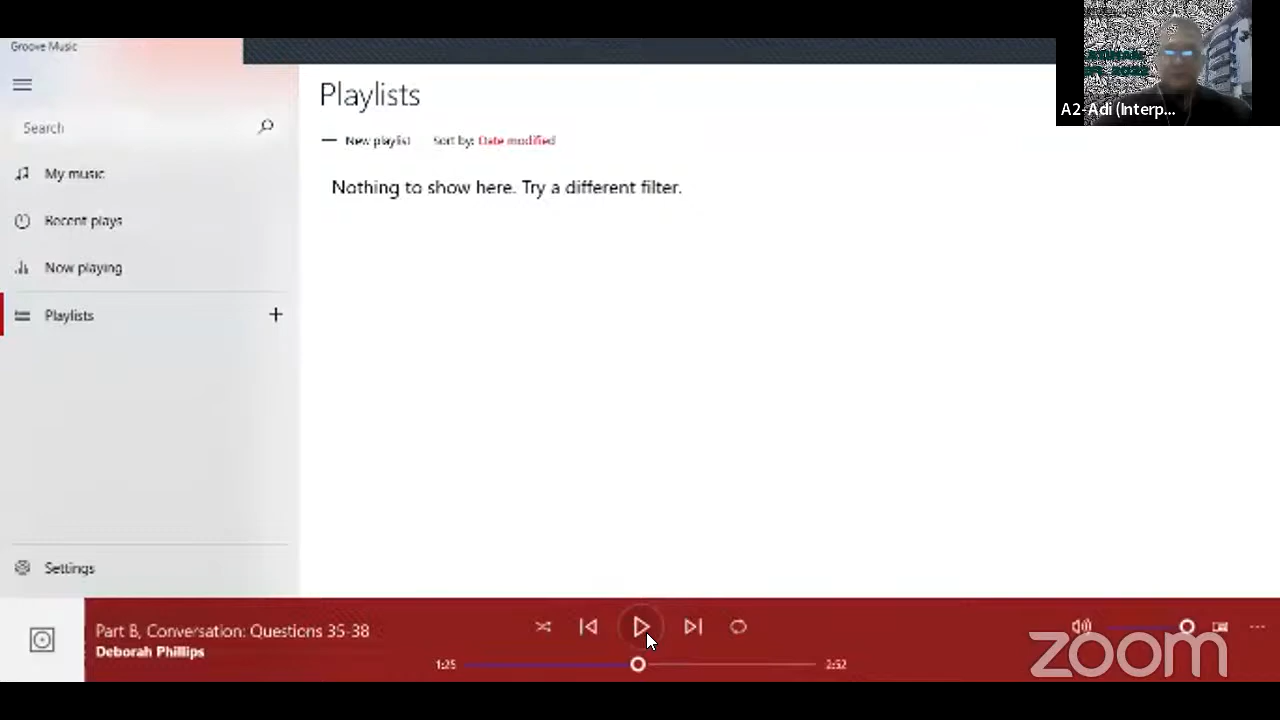 Groove Music
Search
My music
Recent plays
Now playing
Playlists
Settings
Playlists
New playlist Sort by: Date modified
Nothing to show here. Try a different filter.
A2-Adi (Interp...
Part B, Conversation: Questions 35-38
Deborah Phillips
1:25
2:52
zoom